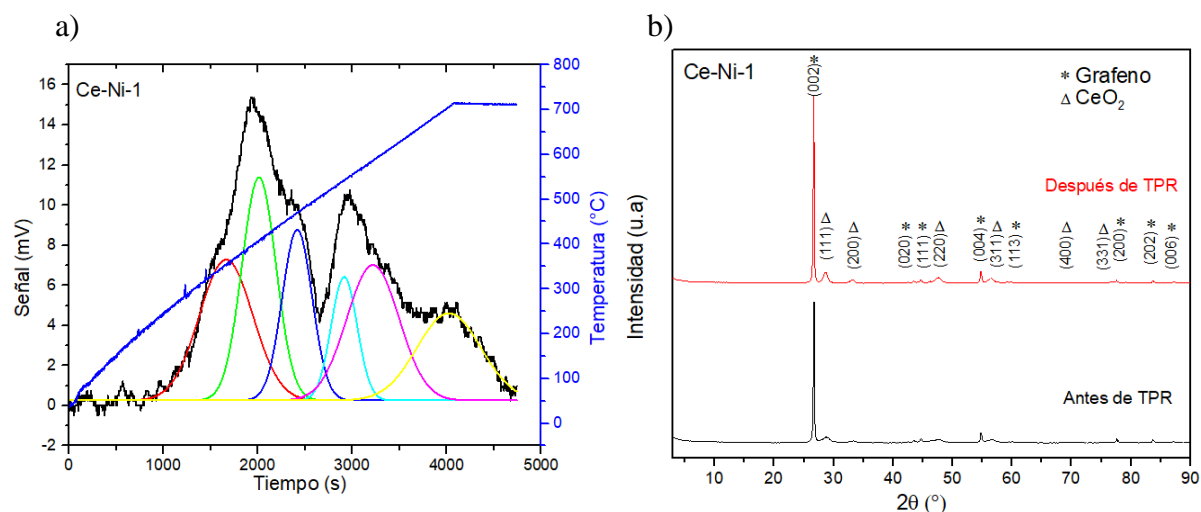 a)
Ce-Ni-1
Señal (mV)
16
14
12
10
8
6
4
2
0
-2
0
1000
2000
3000
4000
5000
Tiempo (s)
800
700
600
500
400
300
200
100
0
Temperatura (°C)
b)
Ce-Ni-1
* Grafeno
Δ CeO₂
Después de TPR
(002)*
(111)Δ
(200)Δ
(020)*
(111)*
(220)Δ
(004)*
(311)Δ
(113)*
(400)Δ
(331)Δ
(200)*
(202)*
(006)*
Antes de TPR
Intensidad (u.a)
10
20
30
40
50
60
70
80
90
2θ (°)